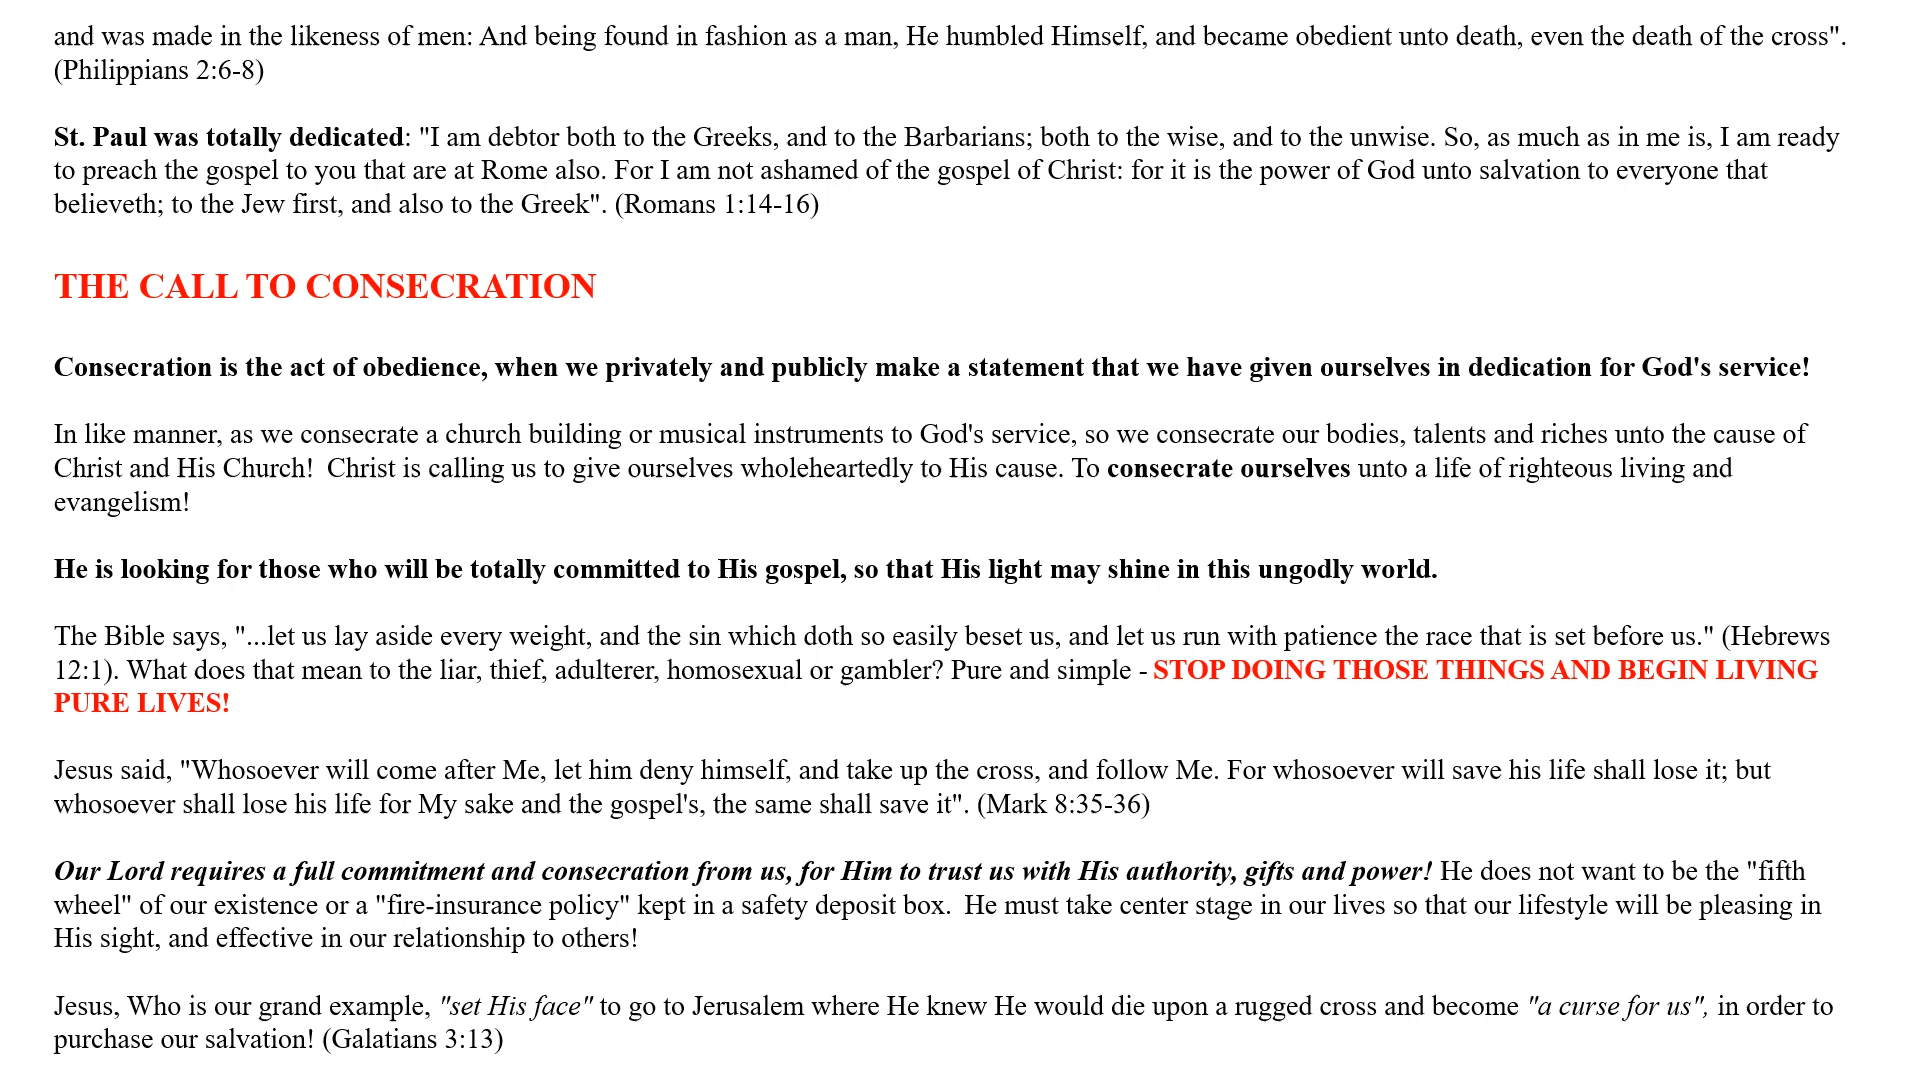 and was made in the likeness of men: And being found in fashion as a man, He humbled Himself, and became obedient unto death, even the death of the cross".
(Philippians 2:6-8)
St. Paul was totally dedicated: "I am debtor both to the Greeks, and to the Barbarians; both to the wise, and to the unwise. So, as much as in me is, I am ready
to preach the gospel to you that are at Rome also. For I am not ashamed of the gospel of Christ: for it is the power of God unto salvation to everyone that
believeth; to the Jew first, and also to the Greek". (Romans 1:14-16)
THE CALL TO CONSECRATION
Consecration is the act of obedience, when we privately and publicly make a statement that we have given ourselves in dedication for God's service!
In like manner, as we consecrate a church building or musical instruments to God's service, so we consecrate our bodies, talents and riches unto the cause of
Christ and His Church!  Christ is calling us to give ourselves wholeheartedly to His cause. To consecrate ourselves unto a life of righteous living and
evangelism!
He is looking for those who will be totally committed to His gospel, so that His light may shine in this ungodly world.
The Bible says, "...let us lay aside every weight, and the sin which doth so easily beset us, and let us run with patience the race that is set before us." (Hebrews
12:1). What does that mean to the liar, thief, adulterer, homosexual or gambler? Pure and simple - STOP DOING THOSE THINGS AND BEGIN LIVING
PURE LIVES!
Jesus said, "Whosoever will come after Me, let him deny himself, and take up the cross, and follow Me. For whosoever will save his life shall lose it; but
whosoever shall lose his life for My sake and the gospel's, the same shall save it". (Mark 8:35-36)
Our Lord requires a full commitment and consecration from us, for Him to trust us with His authority, gifts and power! He does not want to be the "fifth
wheel" of our existence or a "fire-insurance policy" kept in a safety deposit box.  He must take center stage in our lives so that our lifestyle will be pleasing in
His sight, and effective in our relationship to others!
Jesus, Who is our grand example, "set His face" to go to Jerusalem where He knew He would die upon a rugged cross and become "a curse for us", in order to
purchase our salvation! (Galatians 3:13)